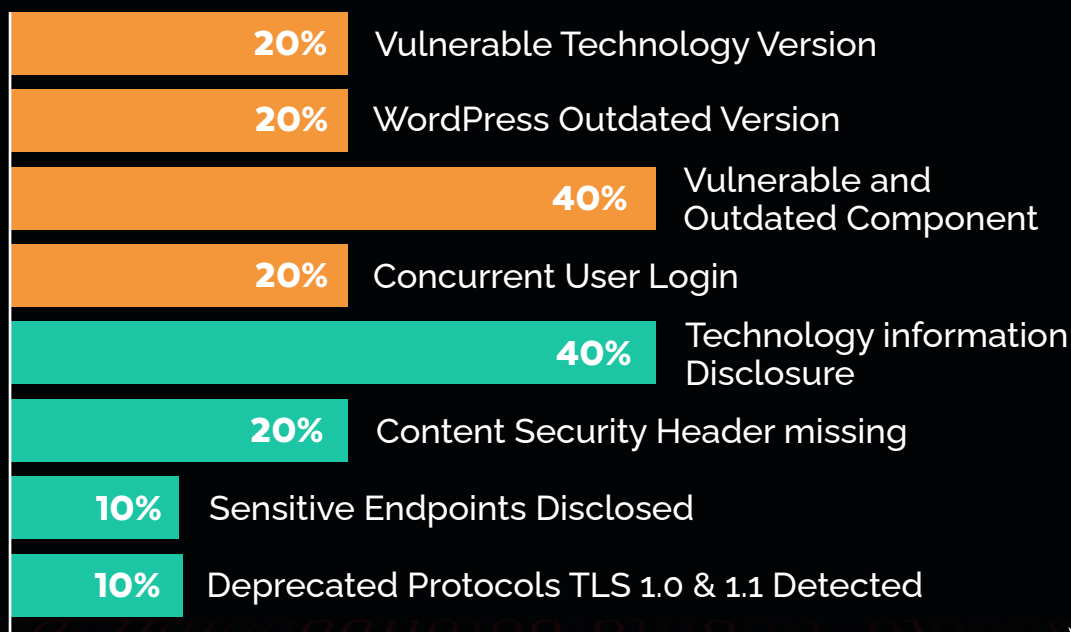 20% Vulnerable Technology Version
20% WordPress Outdated Version
40% Vulnerable and
Outdated Component
20% Concurrent User Login
40% Technology information
Disclosure
20% Content Security Header missing
10% Sensitive Endpoints Disclosed
10% Deprecated Protocols TLS 1.0 & 1.1 Detected